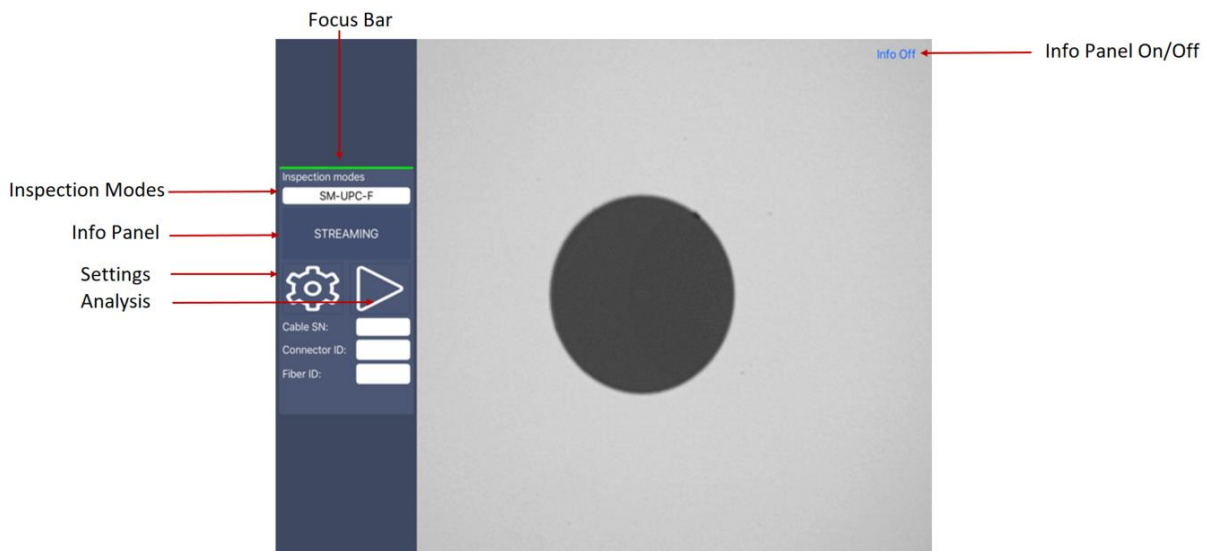 Focus Bar
Info Off
Info Panel On/Off
Inspection modes
Inspection Modes
SM-UPC-F
Info Panel
STREAMING
Settings
Analysis
Cable SN:
Connector ID:
Fiber ID: